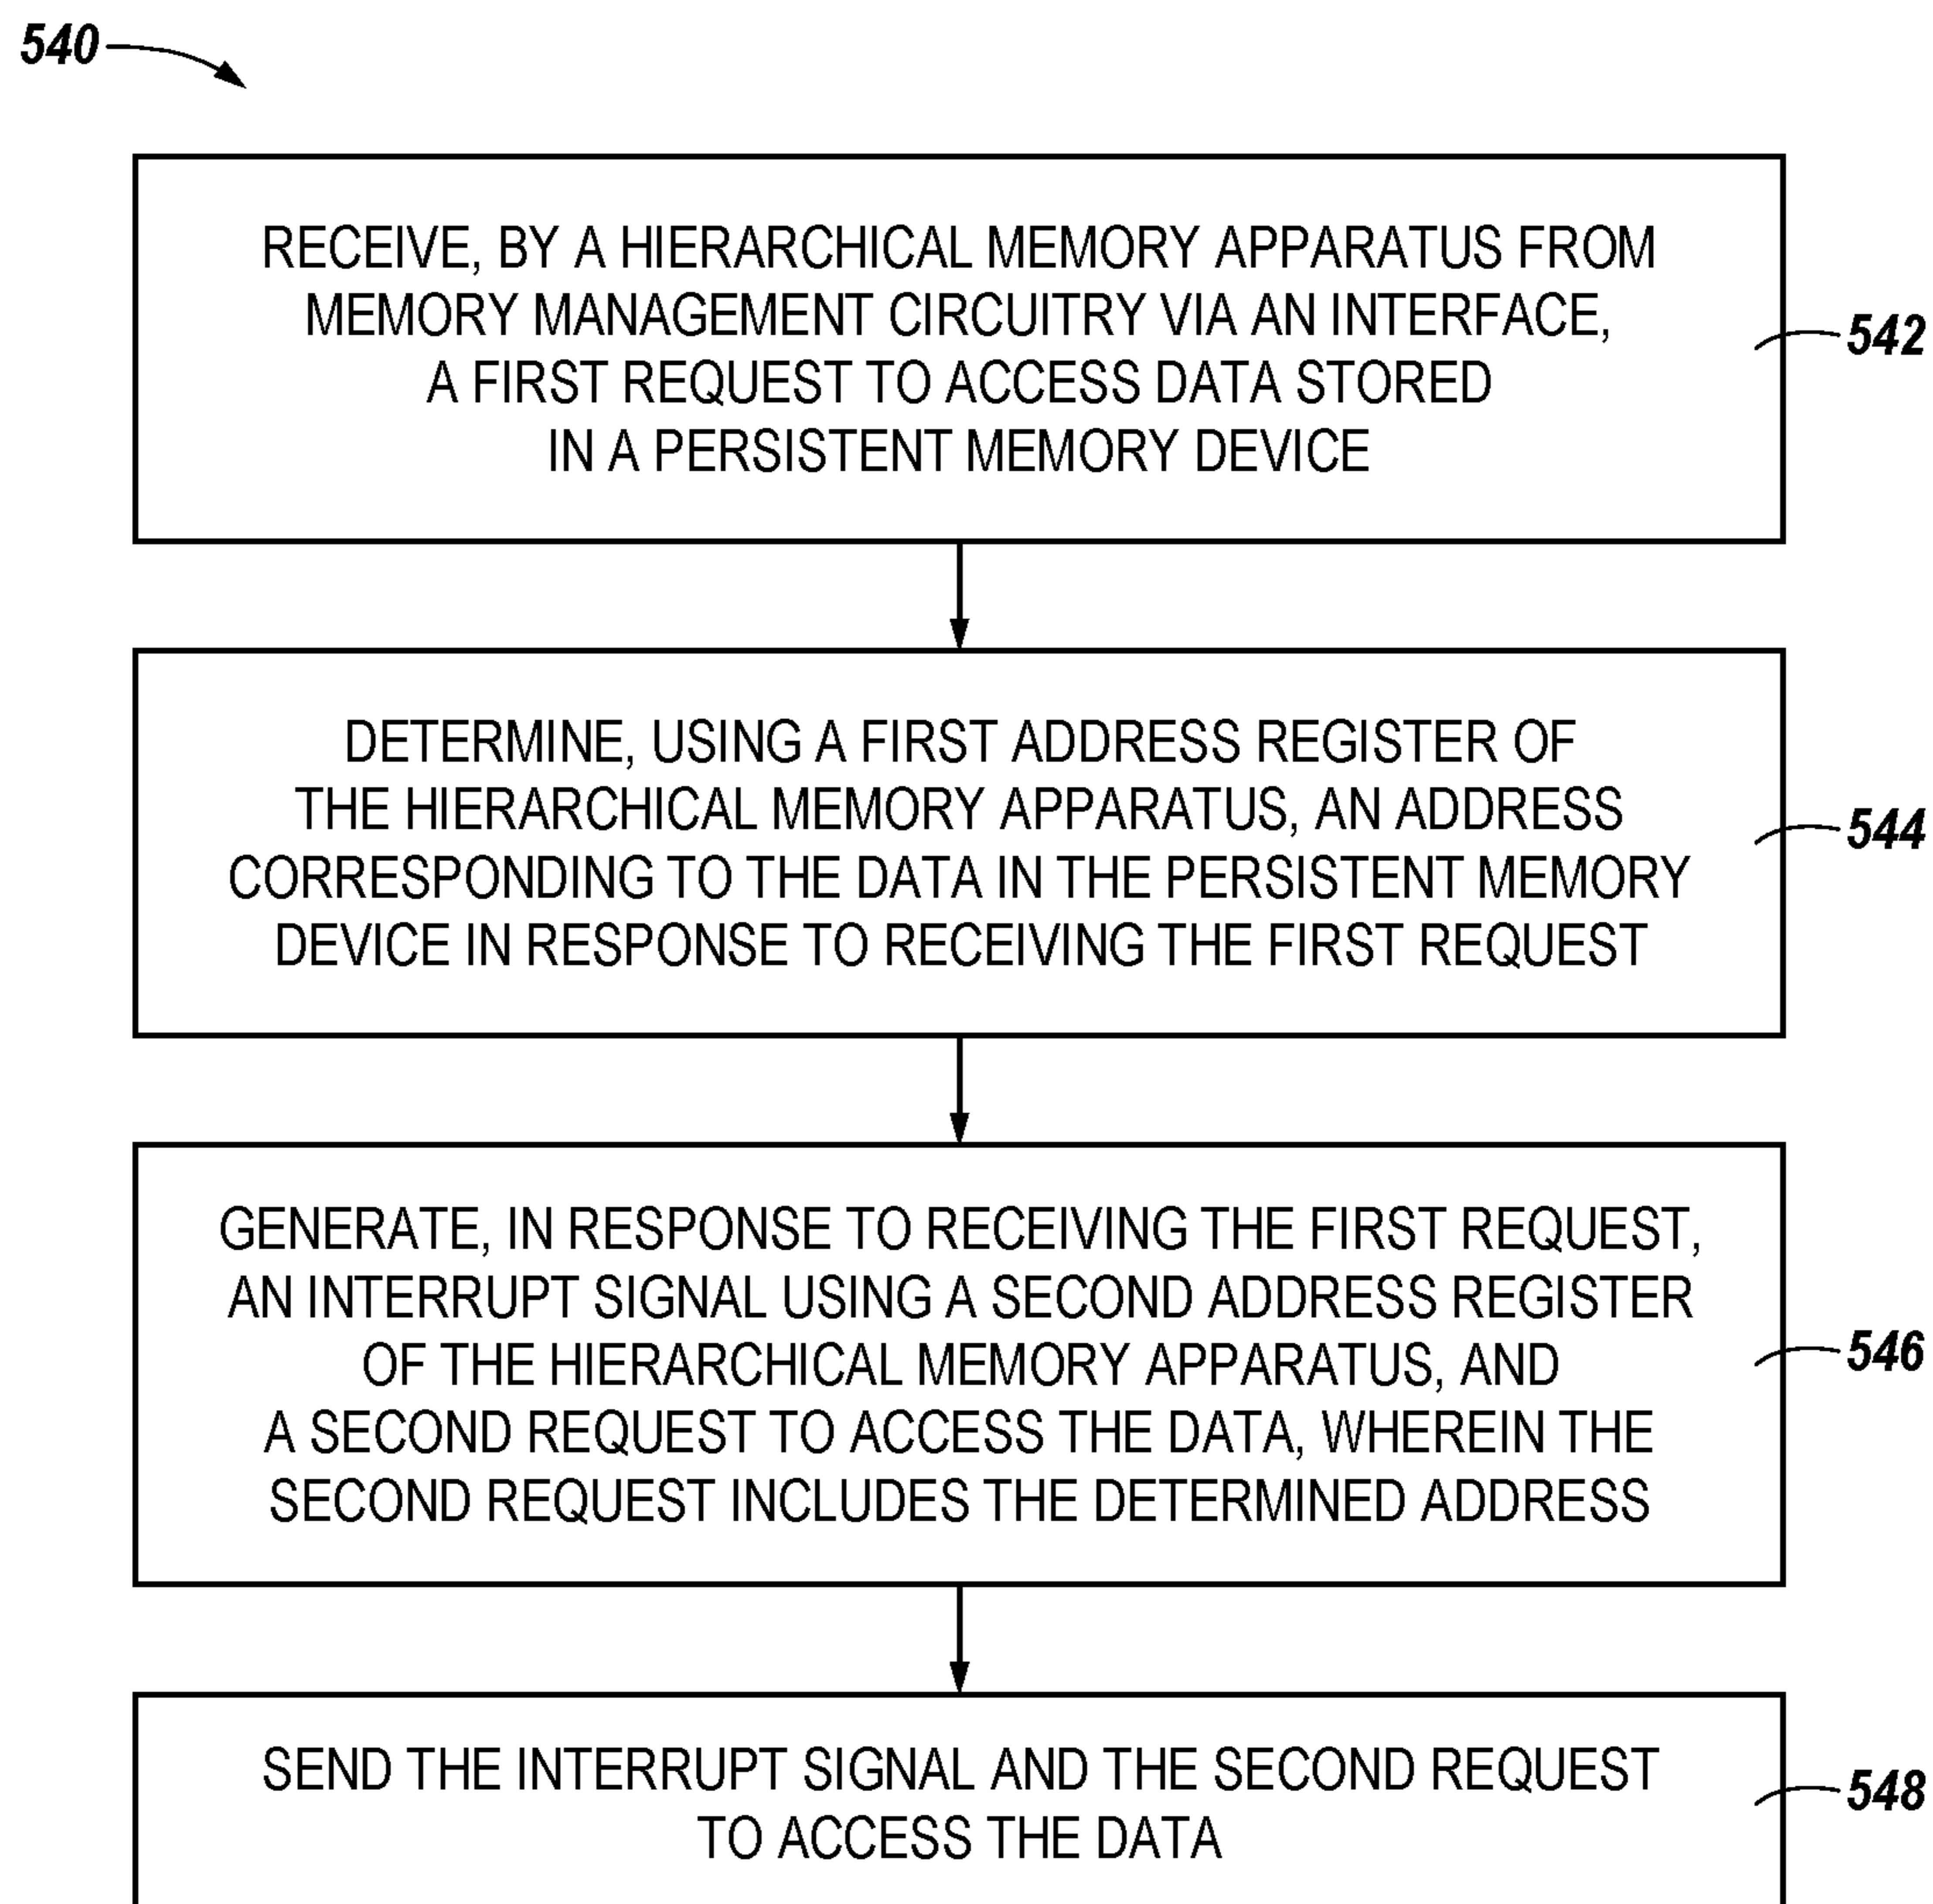 540
RECEIVE, BY A HIERARCHICAL MEMORY APPARATUS FROM
MEMORY MANAGEMENT CIRCUITRY VIA AN INTERFACE,
A FIRST REQUEST TO ACCESS DATA STORED
IN A PERSISTENT MEMORY DEVICE
542
DETERMINE, USING A FIRST ADDRESS REGISTER OF
THE HIERARCHICAL MEMORY APPARATUS, AN ADDRESS
CORRESPONDING TO THE DATA IN THE PERSISTENT MEMORY
DEVICE IN RESPONSE TO RECEIVING THE FIRST REQUEST
544
GENERATE, IN RESPONSE TO RECEIVING THE FIRST REQUEST,
AN INTERRUPT SIGNAL USING A SECOND ADDRESS REGISTER
OF THE HIERARCHICAL MEMORY APPARATUS, AND
A SECOND REQUEST TO ACCESS THE DATA, WHEREIN THE
SECOND REQUEST INCLUDES THE DETERMINED ADDRESS
546
SEND THE INTERRUPT SIGNAL AND THE SECOND REQUEST
TO ACCESS THE DATA
548